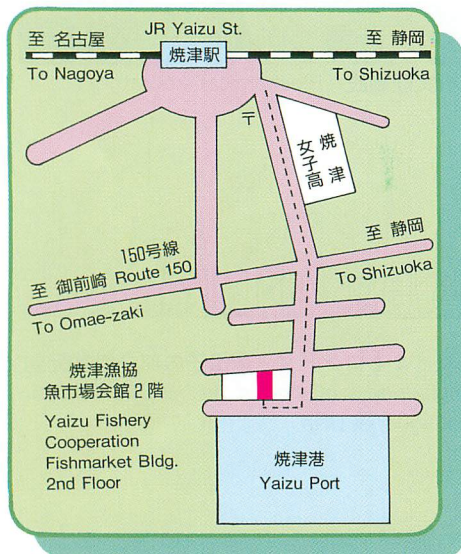 JR Yaizu St.
至 名古屋
焼津駅
至 静岡
To Nagoya
To Shizuoka
〒
焼津
女子高
至 静岡
To Shizuoka
150号線
至 御前崎 Route 150
To Omae-zaki
焼津漁協
魚市場会館2階
Yaizu Fishery
Cooperation
Fishmarket Bldg.
2nd Floor
焼津港
Yaizu Port